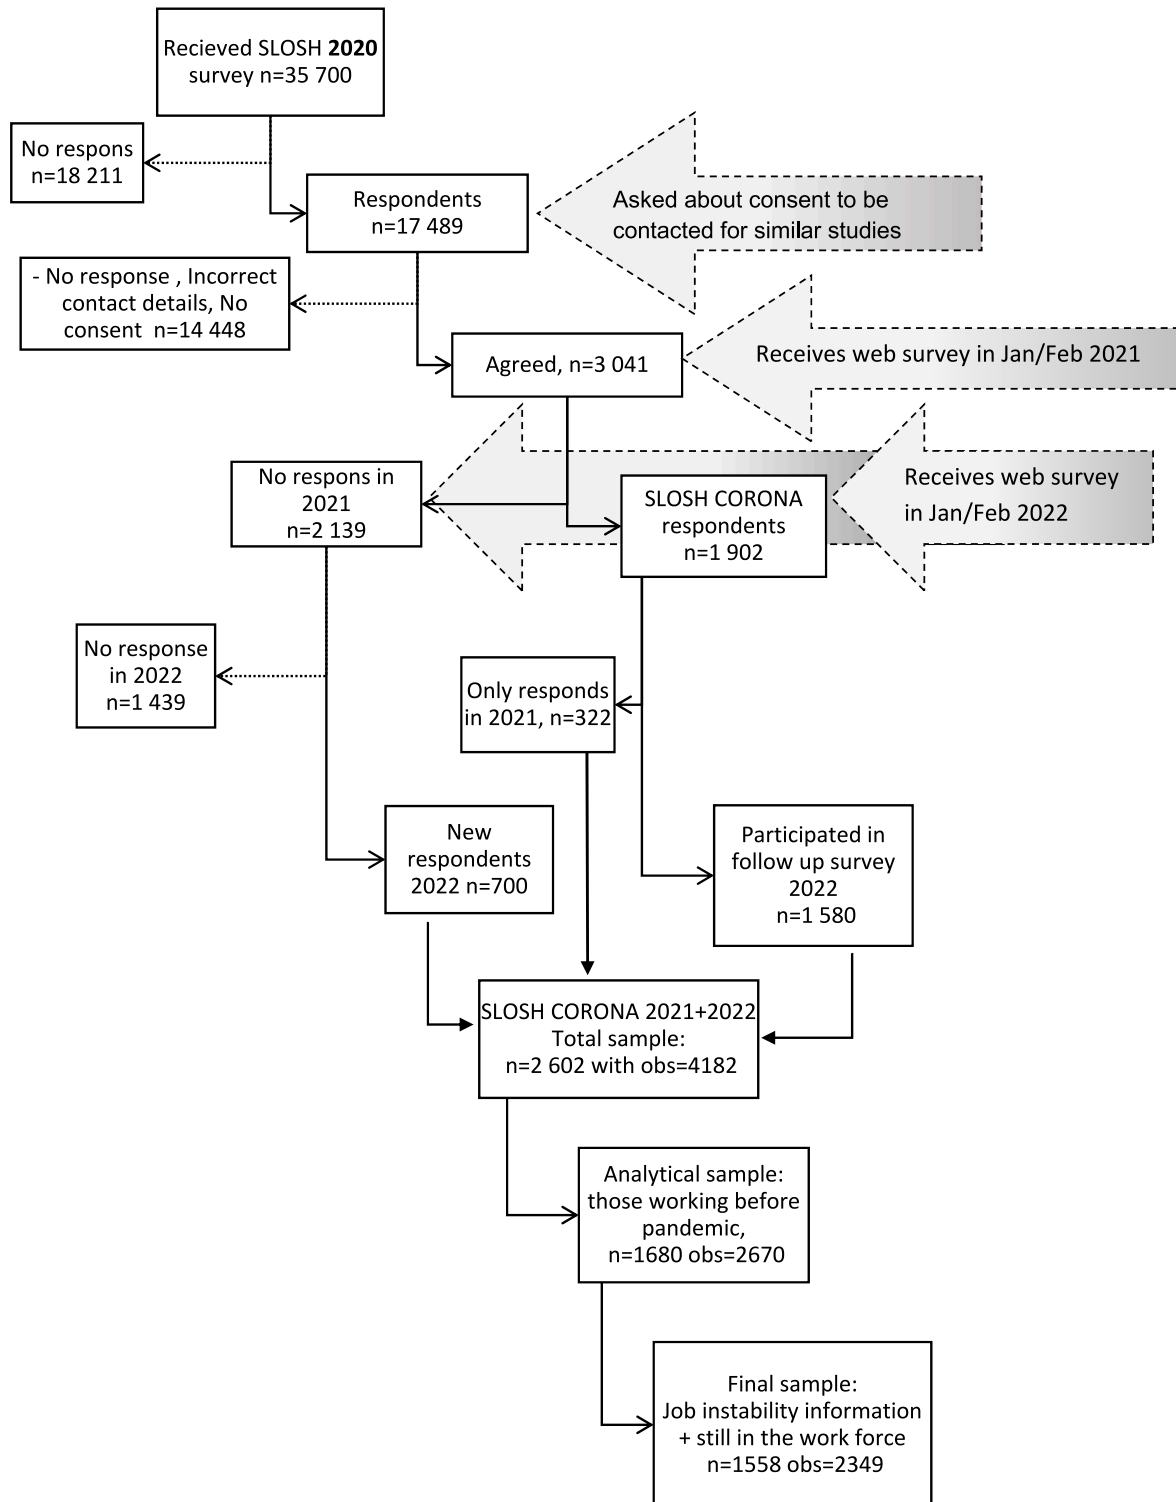 Recieved SLOSH 2020
survey n=35 700
No respons
n=18 211
Respondents
n=17 489
Asked about consent to be
contacted for similar studies
- No response , Incorrect
contact details, No
consent  n=14 448
Agreed, n=3 041
Receives web survey in Jan/Feb 2021
No respons in
2021
n=2 139
SLOSH CORONA
respondents
n=1 902
Receives web survey
in Jan/Feb 2022
No response
in 2022
n=1 439
Only responds
in 2021, n=322
New
respondents
2022 n=700
Participated in
follow up survey
2022
n=1 580
SLOSH CORONA 2021+2022
Total sample:
n=2 602 with obs=4182
Analytical sample:
those working before
pandemic,
n=1680 obs=2670
Final sample:
Job instability information
+ still in the work force
n=1558 obs=2349